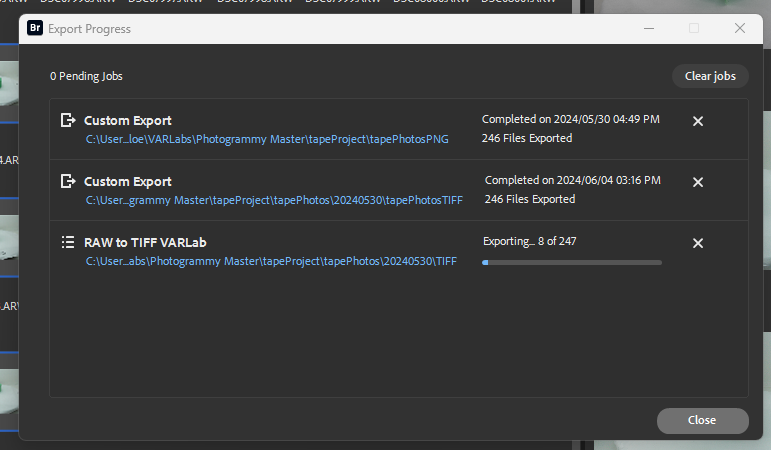 Br Export Progress
0 Pending Jobs
Clear jobs
Custom Export
Completed on 2024/05/30 04:49 PM
C:\User...loe\VARLabs\Photogrammy Master\tapeProject\tapePhotosPNG
246 Files Exported
Custom Export
Completed on 2024/06/04 03:16 PM
C:\User...grammy Master\tapeProject\tapePhotos\20240530\tapePhotosTIFF
246 Files Exported
RAW to TIFF VARLab
Exporting... 8 of 247
C:\User...abs\Photogrammy Master\tapeProject\tapePhotos\20240530\TIFF
Close